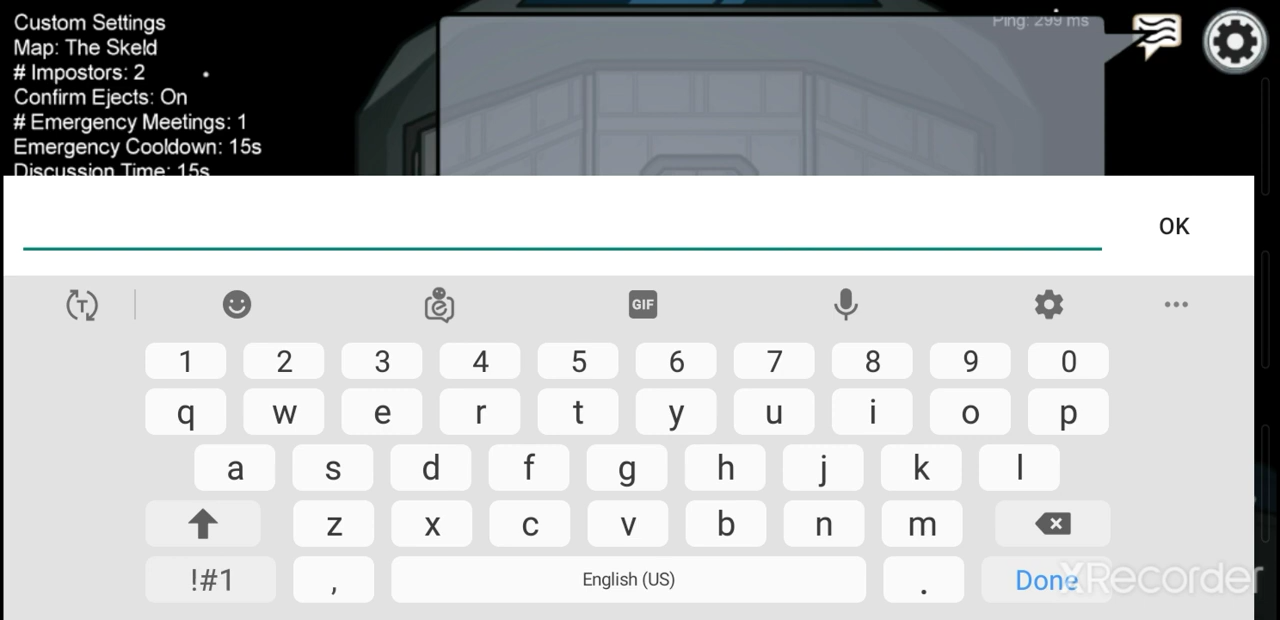 Custom Settings
Ping: 299 ms
Map: The Skeld
# Impostors: 2
Confirm Ejects: On
# Emergency Meetings: 1
Emergency Cooldown: 15s
Discussion Time: 15s
OK
T
GIF
1 2 3 4 5 6 7 8 9 0
q w e r t y u i o p
a s d f g h j k l
z x c v b n m
!#1 , English (US) . Done
XRecorder